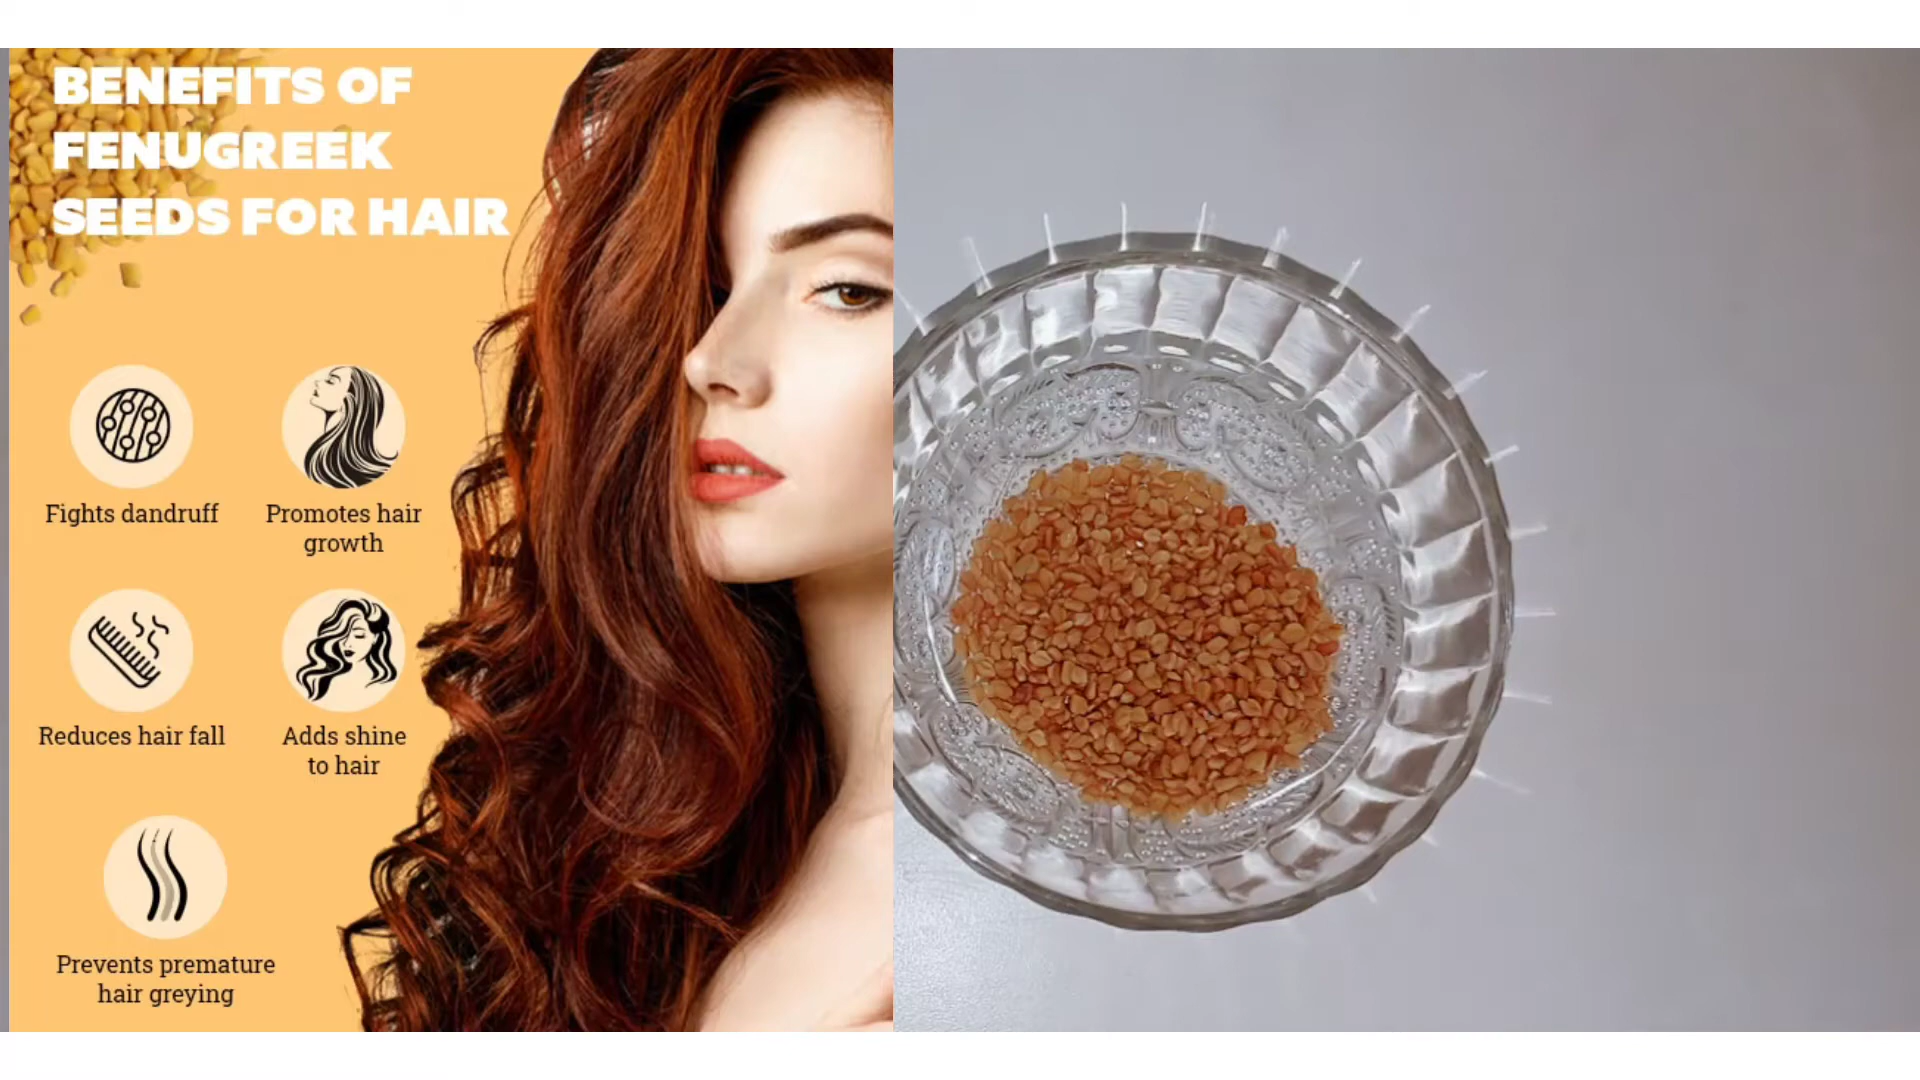 BENEFITS OF
FENUGREEK
SEEDS FOR HAIR
Fights dandruff
Promotes hair
growth
Reduces hair fall
Adds shine
to hair
Prevents premature
hair greying